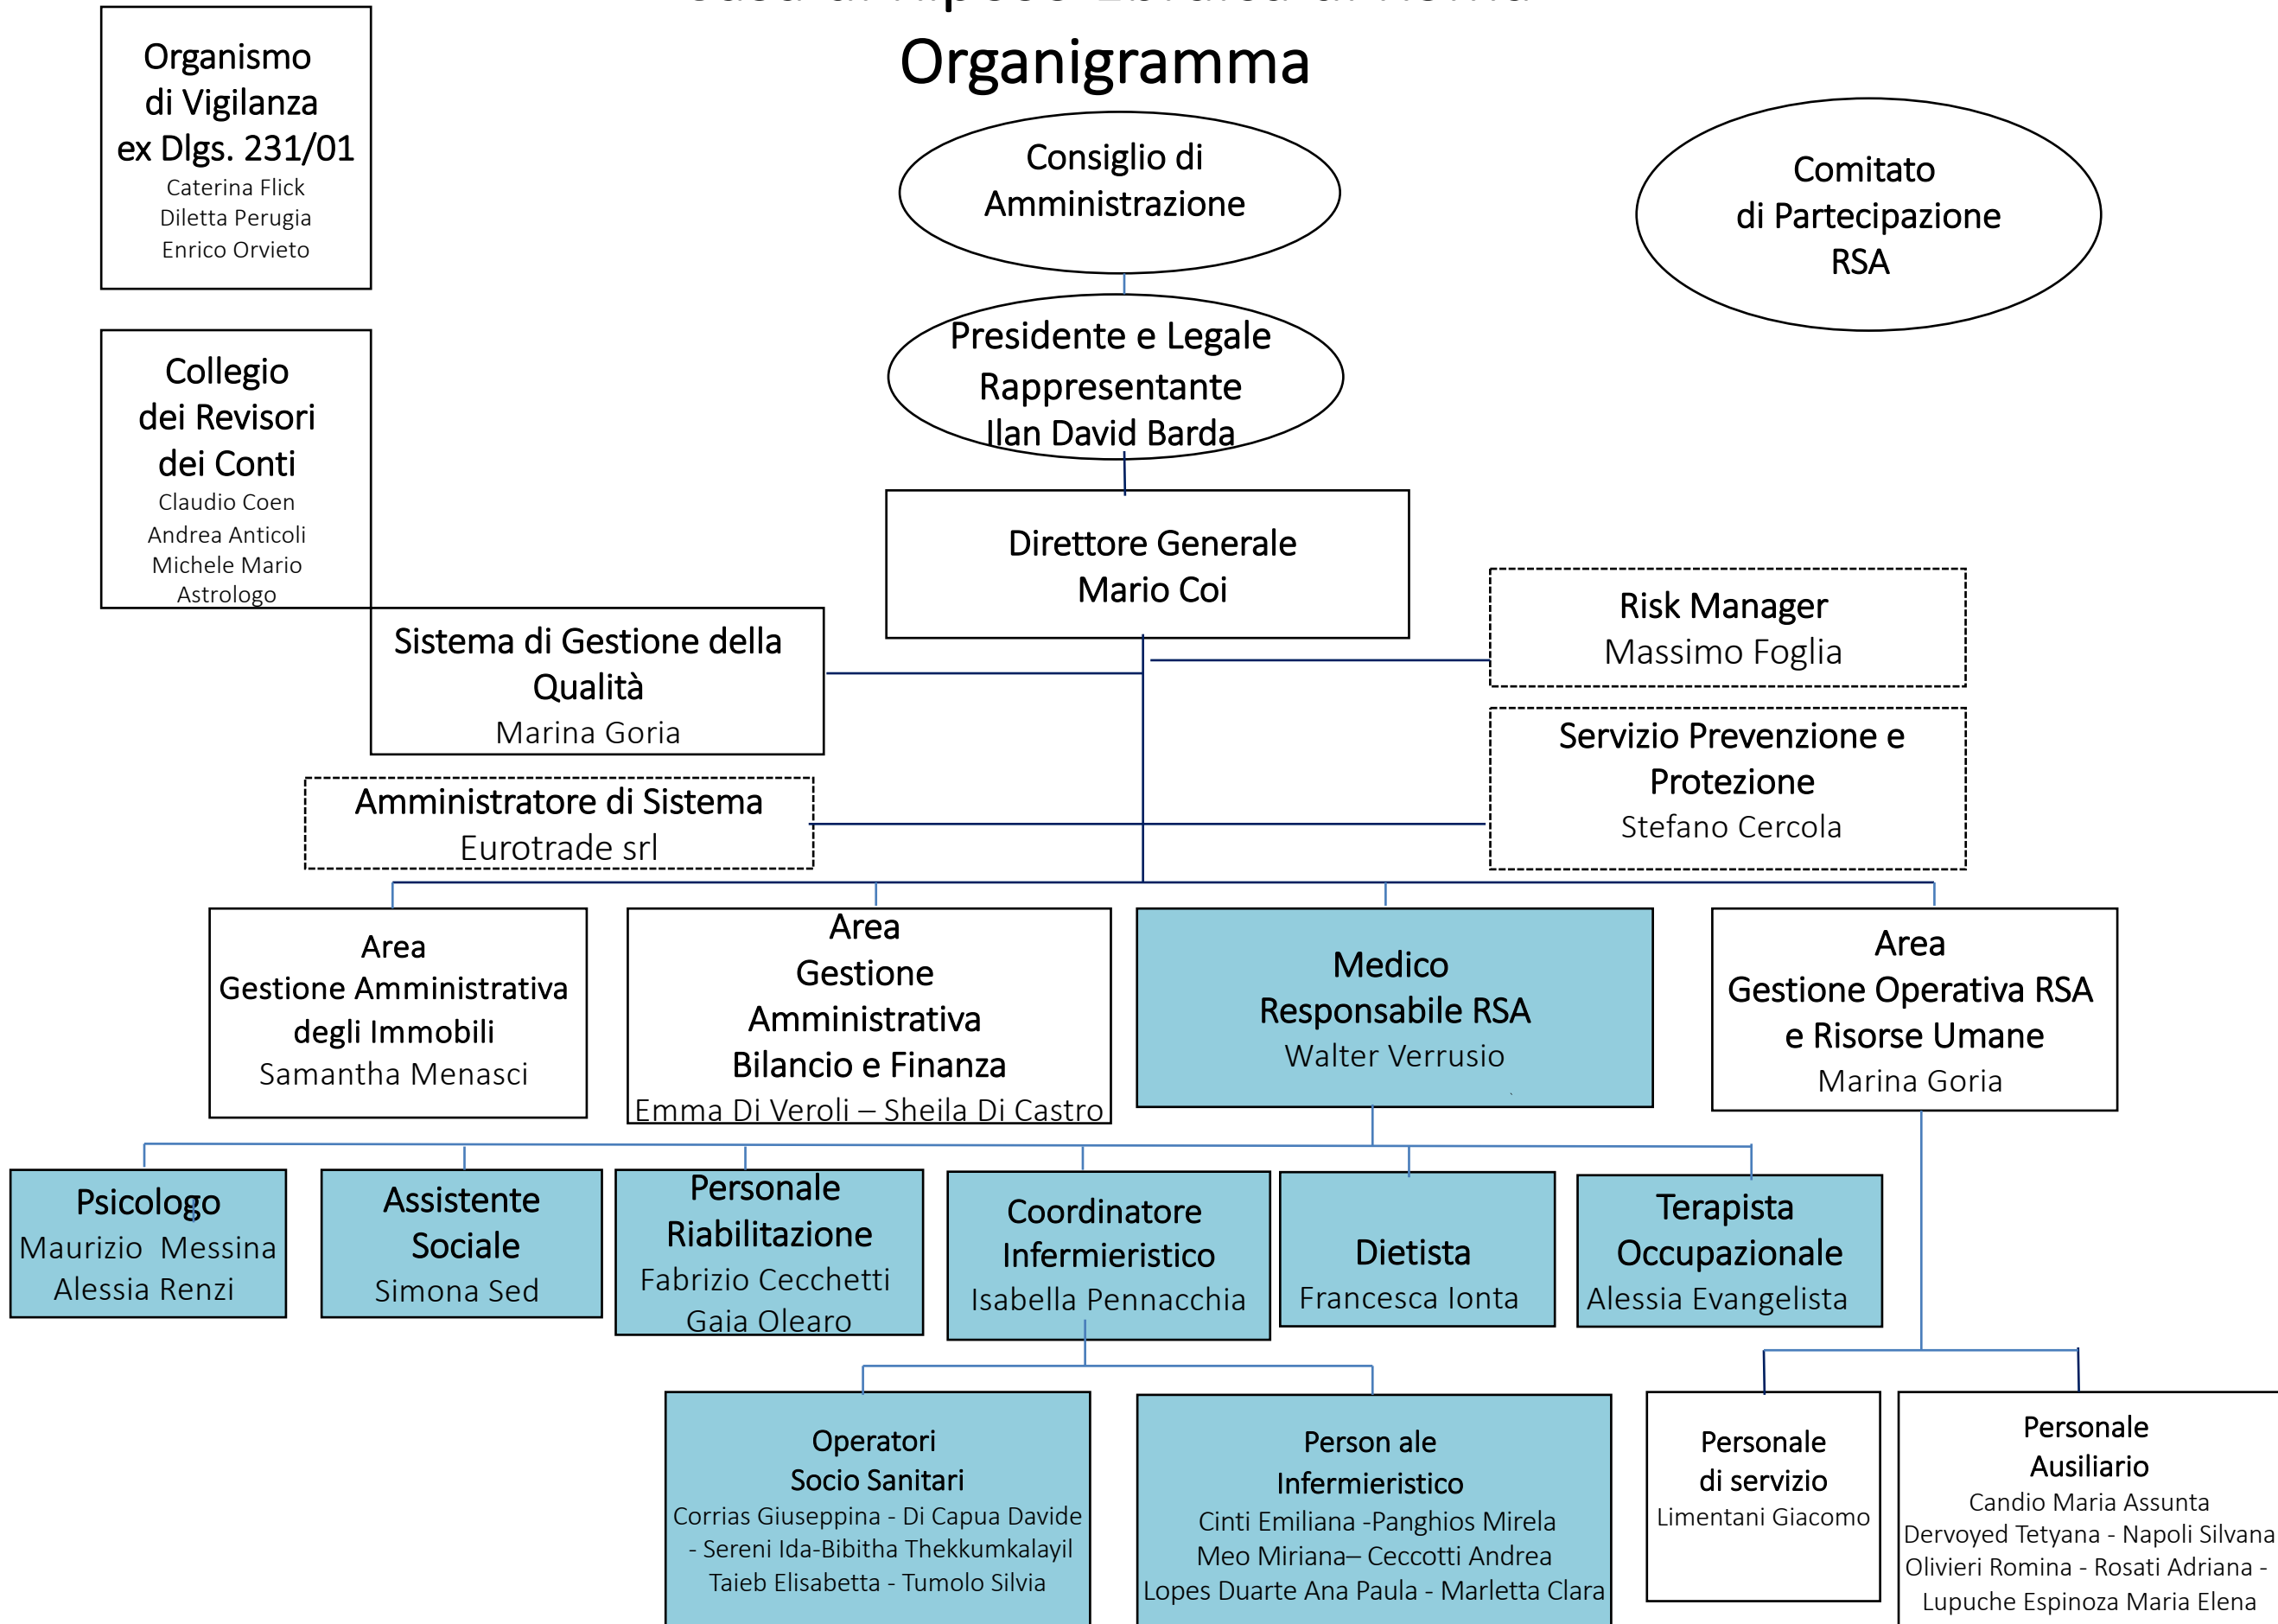 Organigramma
Organismo
di Vigilanza
ex Dlgs. 231/01
Caterina Flick
Diletta Perugia
Enrico Orvieto
Consiglio di
Amministrazione
Comitato
di Partecipazione
RSA
Presidente e Legale
Rappresentante
Ilan David Barda
Collegio
dei Revisori
dei Conti
Claudio Coen
Andrea Anticoli
Michele Mario
Astrologo
Direttore Generale
Mario Coi
Risk Manager
Massimo Foglia
Sistema di Gestione della
Qualità
Marina Goria
Servizio Prevenzione e
Protezione
Stefano Cercola
Amministratore di Sistema
Eurotrade srl
Area
Gestione Amministrativa
degli Immobili
Samantha Menasci
Area
Gestione
Amministrativa
Bilancio e Finanza
Emma Di Veroli – Sheila Di Castro
Medico
Responsabile RSA
Walter Verrusio
Area
Gestione Operativa RSA
e Risorse Umane
Marina Goria
Psicologo
Maurizio  Messina
Alessia Renzi
Assistente
Sociale
Simona Sed
Personale
Riabilitazione
Fabrizio Cecchetti
Gaia Olearo
Coordinatore
Infermieristico
Isabella Pennacchia
Dietista
Francesca Ionta
Terapista
Occupazionale
Alessia Evangelista
Operatori
Socio Sanitari
Corrias Giuseppina - Di Capua Davide
- Sereni Ida-Bibitha Thekkumkalayil
Taieb Elisabetta - Tumolo Silvia
Person ale
Infermieristico
Cinti Emiliana -Panghios Mirela
Meo Miriana– Ceccotti Andrea
Lopes Duarte Ana Paula - Marletta Clara
Personale
di servizio
Limentani Giacomo
Personale
Ausiliario
Candio Maria Assunta
Dervoyed Tetyana - Napoli Silvana
Olivieri Romina - Rosati Adriana -
Lupuche Espinoza Maria Elena